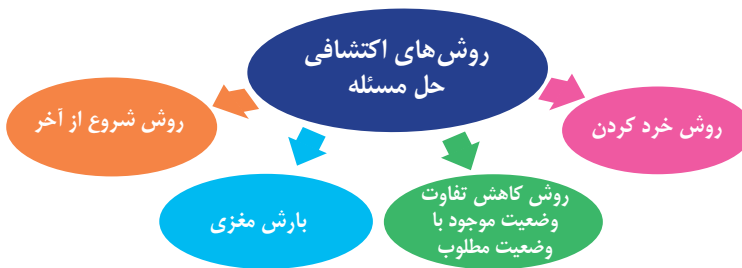 روش‌های اکتشافی
حل مسئله
روش خرد کردن
روش کاهش تفاوت
وضعیت موجود با
وضعیت مطلوب
بارش مغزی
روش شروع از آخر